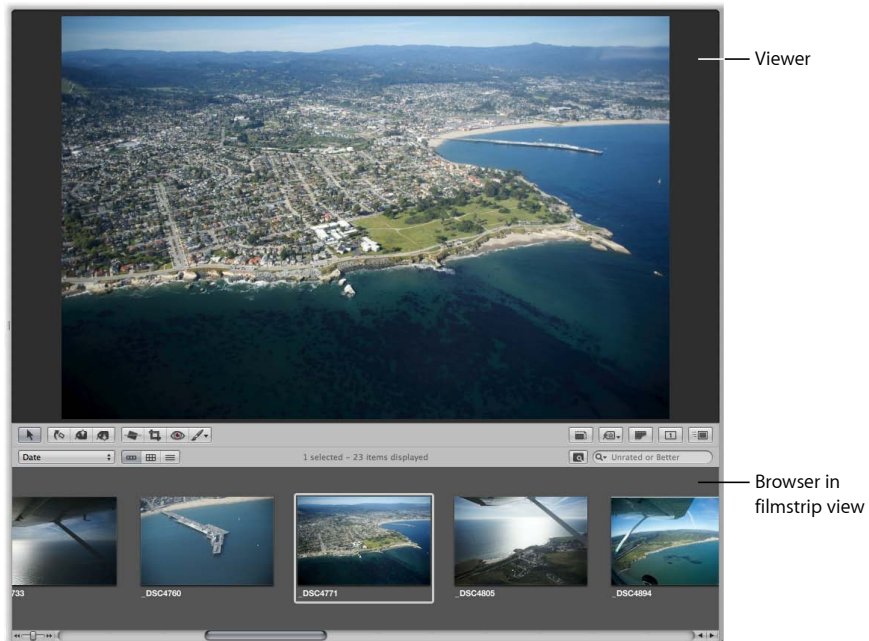 Viewer
Date
1 selected – 23 items displayed
Unrated or Better
Browser in
filmstrip view
733
_DSC4760
_DSC4771
_DSC4805
_DSC4894
1